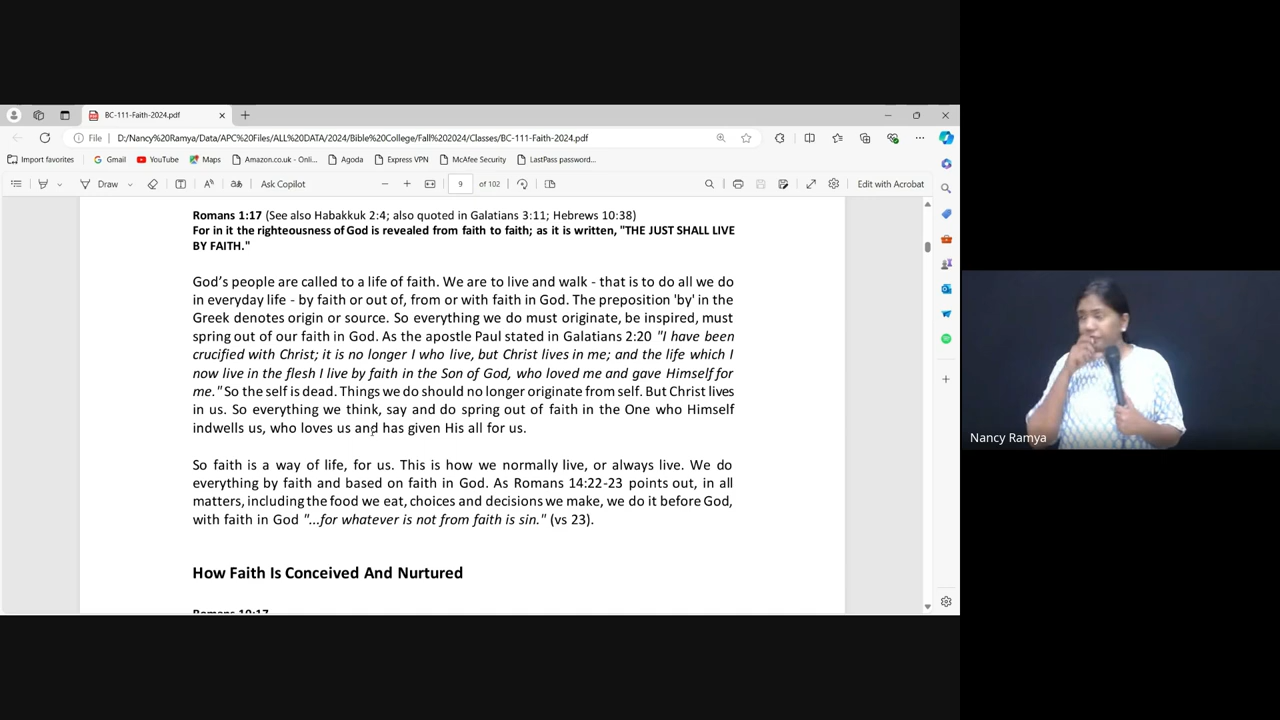 BC-111-Faith-2024.pdf
File
D:/Nancy%20Ramya/Data/APC%20Files/ALL%20DATA/2024/Bible%20College/Fall%202024/Classes/BC-111-Faith-2024.pdf
Import favorites Gmail YouTube Maps Amazon.co.uk - Onli... Agoda Express VPN McAfee Security LastPass password...
Draw Ask Copilot 9 of 102 Edit with Acrobat
Romans 1:17 (See also Habakkuk 2:4; also quoted in Galatians 3:11; Hebrews 10:38)
For in it the righteousness of God is revealed from faith to faith; as it is written, "THE JUST SHALL LIVE
BY FAITH."
God's people are called to a life of faith. We are to live and walk - that is to do all we do
in everyday life - by faith or out of, from or with faith in God. The preposition 'by' in the
Greek denotes origin or source. So everything we do must originate, be inspired, must
spring out of our faith in God. As the apostle Paul stated in Galatians 2:20 "I have been
crucified with Christ; it is no longer I who live, but Christ lives in me; and the life which I
now live in the flesh I live by faith in the Son of God, who loved me and gave Himself for
me." So the self is dead. Things we do should no longer originate from self. But Christ lives
in us. So everything we think, say and do spring out of faith in the One who Himself
indwells us, who loves us and has given His all for us.
So faith is a way of life, for us. This is how we normally live, or always live. We do
everything by faith and based on faith in God. As Romans 14:22-23 points out, in all
matters, including the food we eat, choices and decisions we make, we do it before God,
with faith in God "...for whatever is not from faith is sin." (vs 23).
How Faith Is Conceived And Nurtured
Romans 10:17
Nancy Ramya